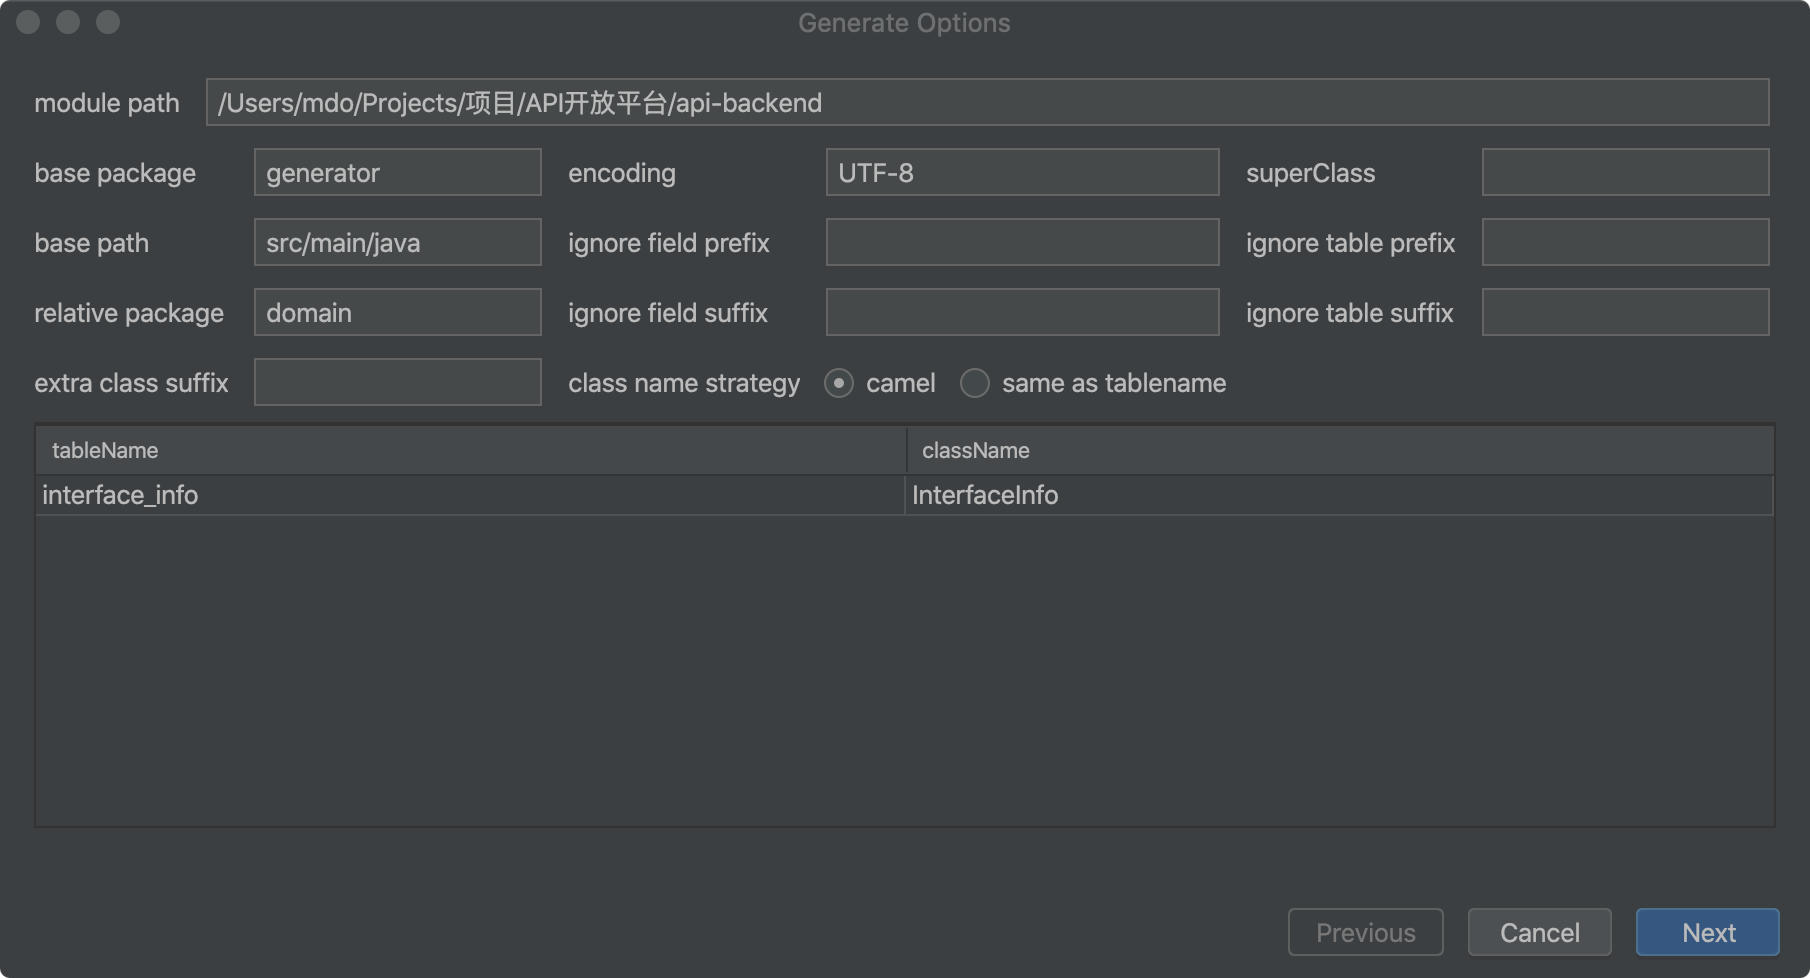 Generate Options
module path /Users/mdo/Projects/项目/API开放平台/api-backend
base package generator encoding UTF-8 superClass
base path src/main/java ignore field prefix ignore table prefix
relative package domain ignore field suffix ignore table suffix
extra class suffix class name strategy camel same as tablename
tableName className
interface_info InterfaceInfo
Previous Cancel Next